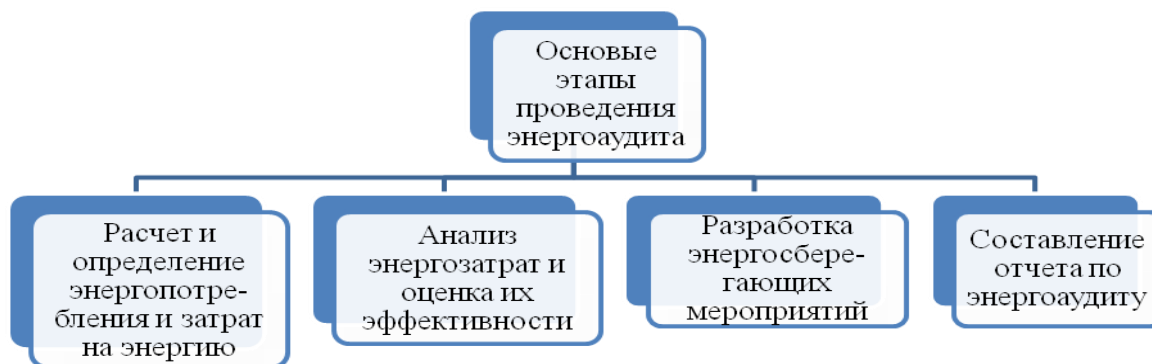 Основые
этапы
проведения
энергоаудита
Расчет и
определение
энергопотре-
бления и затрат
на энергию
Анализ
энергозатрат и
оценка их
эффективности
Разработка
энергосбере-
гающих
мероприятий
Составление
отчета по
энергоаудиту